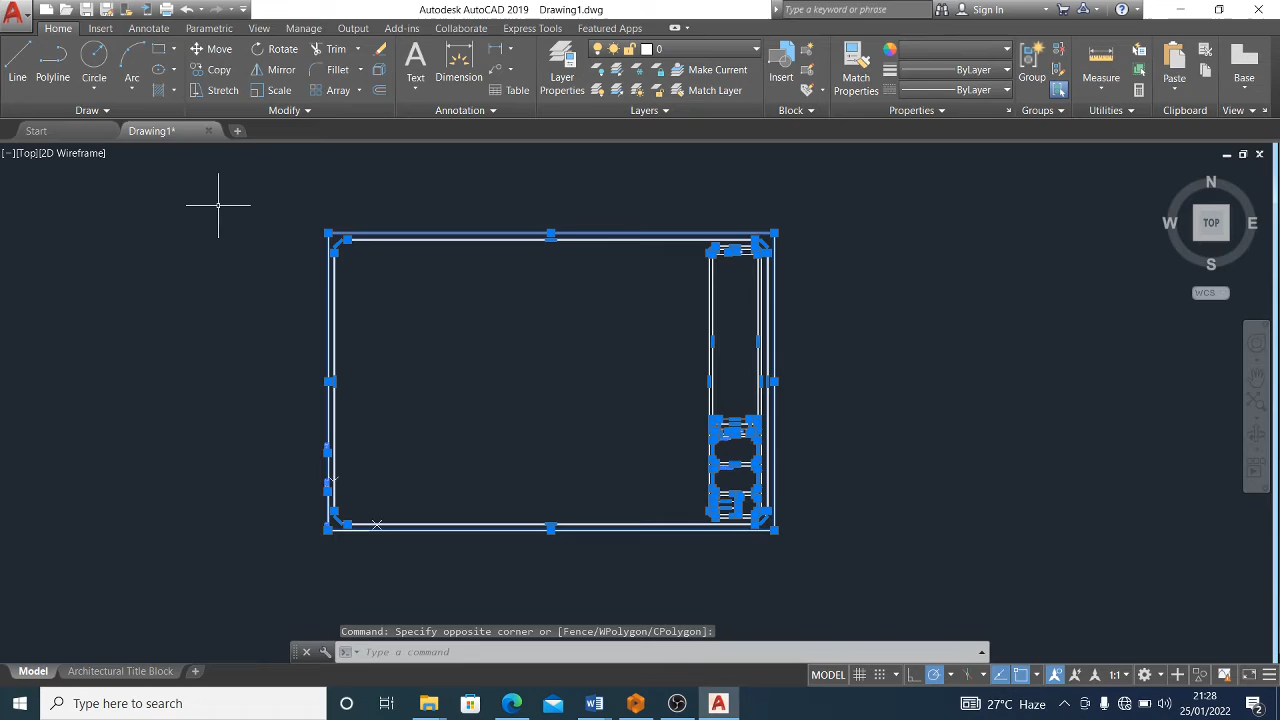 Autodesk AutoCAD 2019 Drawing1.dwg
Type a keyword or phrase
Sign In
Home Insert Annotate Parametric View Manage Output Add-ins Collaborate Express Tools Featured Apps
Line Polyline Circle Arc
Move Rotate Trim
Copy Mirror Fillet
Stretch Scale Array
Text Dimension Table
Layer Properties
0
Make Current
Match Layer
Insert
Match Properties
ByLayer
ByLayer
Group
Measure
Paste
Base
Draw Modify Annotation Layers Block Properties Groups Utilities Clipboard View
Start Drawing1*
[−][Top][2D Wireframe]
N
W TOP E
S
WCS
Y
X
Command: Specify opposite corner or [Fence/WPolygon/CPolygon]:
Type a command
Model Architectural Title Block
MODEL 1:1
Type here to search
27°C Haze
21:28
25/01/2022